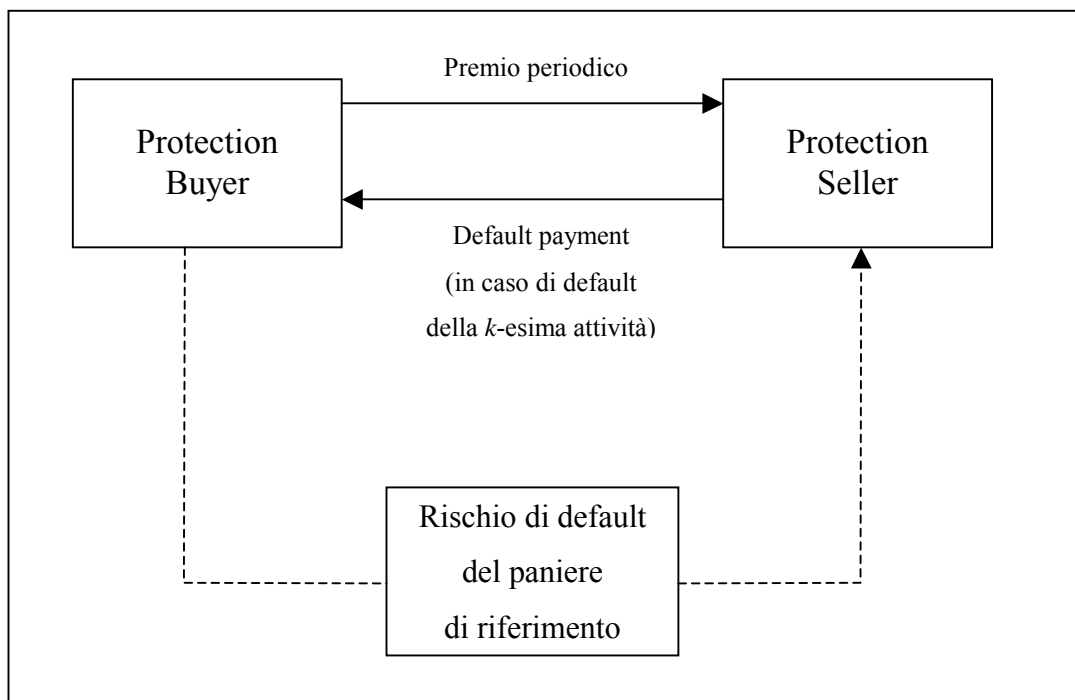 Premio periodico
Protection
Buyer
Protection
Seller
Default payment
(in caso di default
della k-esima attività)
Rischio di default
del paniere
di riferimento